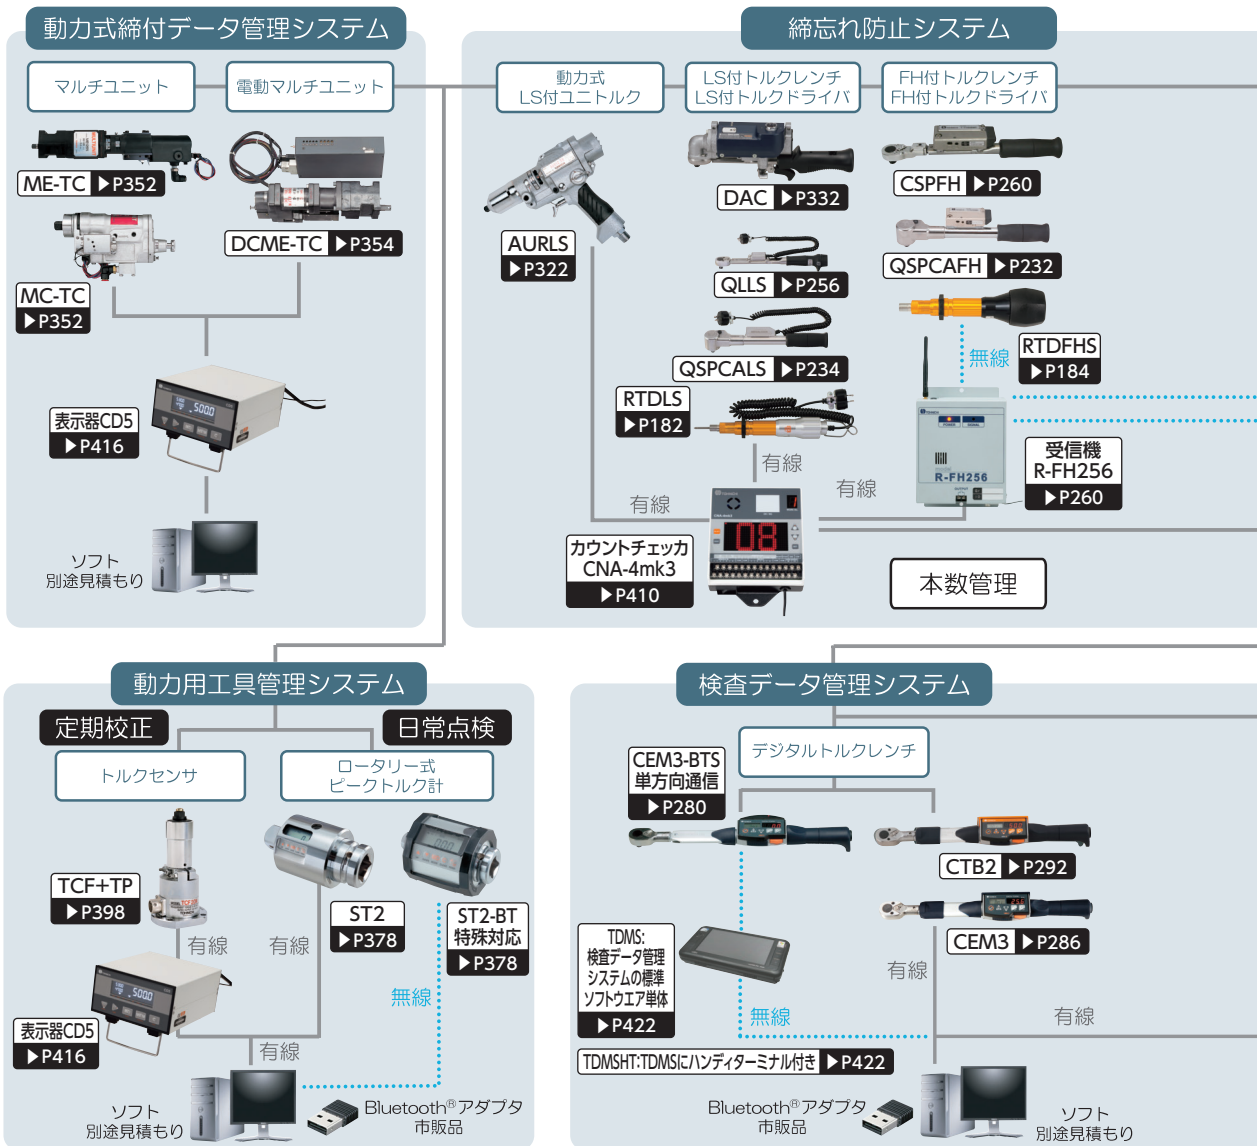 動力式締付データ管理システム
マルチユニット
電動マルチユニット
ME-TC ▶P352
DCME-TC ▶P354
MC-TC
▶P352
表示器CD5
▶P416
ソフト
別途見積もり
締忘れ防止システム
動力式
LS付ユニトルク
LS付トルクレンチ
LS付トルクドライバ
FH付トルクレンチ
FH付トルクドライバ
AURLS
▶P322
DAC ▶P332
QLLS ▶P256
QSPCALS ▶P234
RTDLS
▶P182
CSPFH ▶P260
QSPCAFH ▶P232
RTDFHS
▶P184
無線
POWER SIGNAL
R-FH256
受信機
R-FH256
▶P260
有線
有線
有線
08
カウントチェッカ
CNA-4mk3
▶P410
本数管理
動力用工具管理システム
定期校正
日常点検
トルクセンサ
ロータリー式
ピークトルク計
TCF+TP
▶P398
ST2
▶P378
ST2-BT
特殊対応
▶P378
有線
有線
無線
表示器CD5
▶P416
有線
ソフト
別途見積もり
Bluetooth®アダプタ
市販品
検査データ管理システム
デジタルトルクレンチ
CEM3-BTS
単方向通信
▶P280
CTB2 ▶P292
CEM3 ▶P286
TDMS:
検査データ管理
システムの標準
ソフトウエア単体
▶P422
有線
無線
有線
TDMSHT:TDMSにハンディターミナル付き ▶P422
Bluetooth®アダプタ
市販品
ソフト
別途見積もり